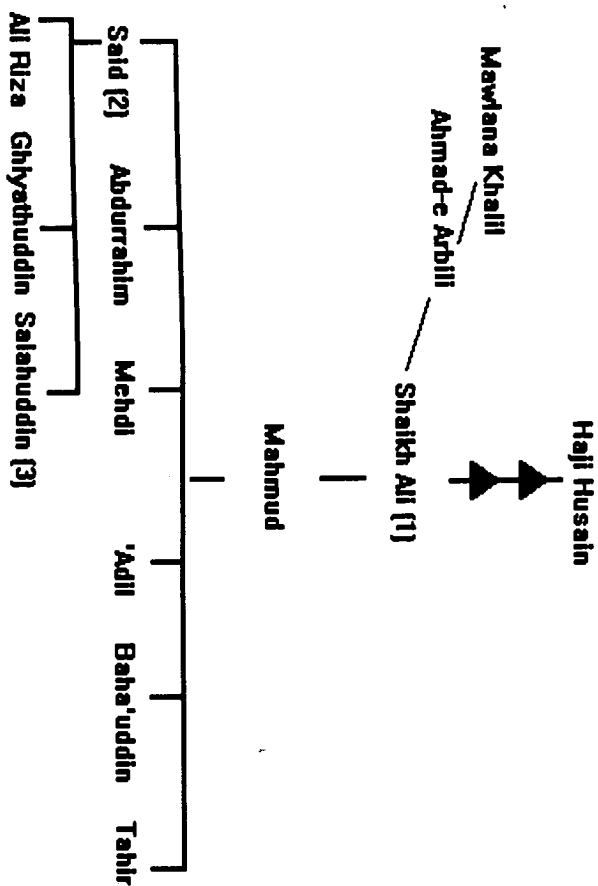 Haji Husain
Mawlana Khalil
Ahmad-e Arbili
Shaikh Ali (1)
Mahmud
Said (2) Abdurrahim Mehdi 'Adil Baha'uddin Tahir
Ali Riza Ghiyathuddin Salahuddin (3)